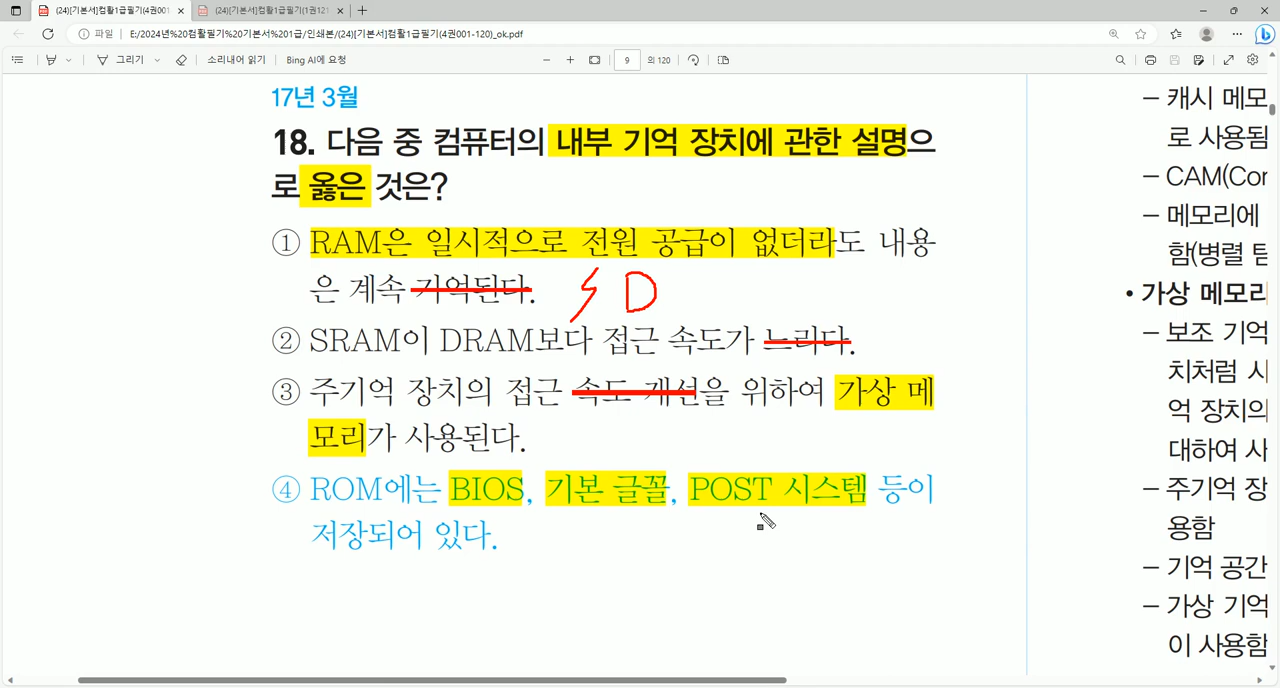 (24)[기본서]컴활1급필기(4권001
(24)[기본서]컴활1급필기(1권121
파일
E:/2024년%20컴활필기%20기본서%201급/인쇄본/(24)[기본서]컴활1급필기(4권001-120)_ok.pdf
그리기
소리내어 읽기
Bing AI에 요청
9
의 120
17년 3월
18. 다음 중 컴퓨터의 내부 기억 장치에 관한 설명으
로 옳은 것은?
① RAM은 일시적으로 전원 공급이 없더라도 내용
은 계속 기억된다.
S D
② SRAM이 DRAM보다 접근 속도가 느리다.
③ 주기억 장치의 접근 속도 개선을 위하여 가상 메
모리가 사용된다.
④ ROM에는 BIOS, 기본 글꼴, POST 시스템 등이
저장되어 있다.
– 캐시 메모
로 사용됨
– CAM(Cor
– 메모리에
함(병렬 탐
• 가상 메모리
– 보조 기억
치처럼 사
억 장치의
대하여 사
– 주기억 장
용함
– 기억 공간
– 가상 기억
이 사용함